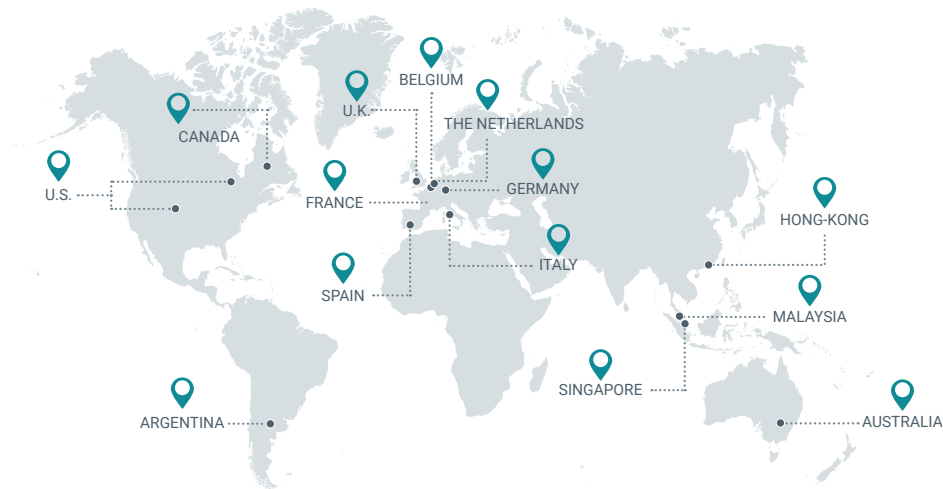 BELGIUM
U.K.
THE NETHERLANDS
CANADA
U.S.
GERMANY
FRANCE
HONG-KONG
ITALY
SPAIN
MALAYSIA
SINGAPORE
ARGENTINA
AUSTRALIA